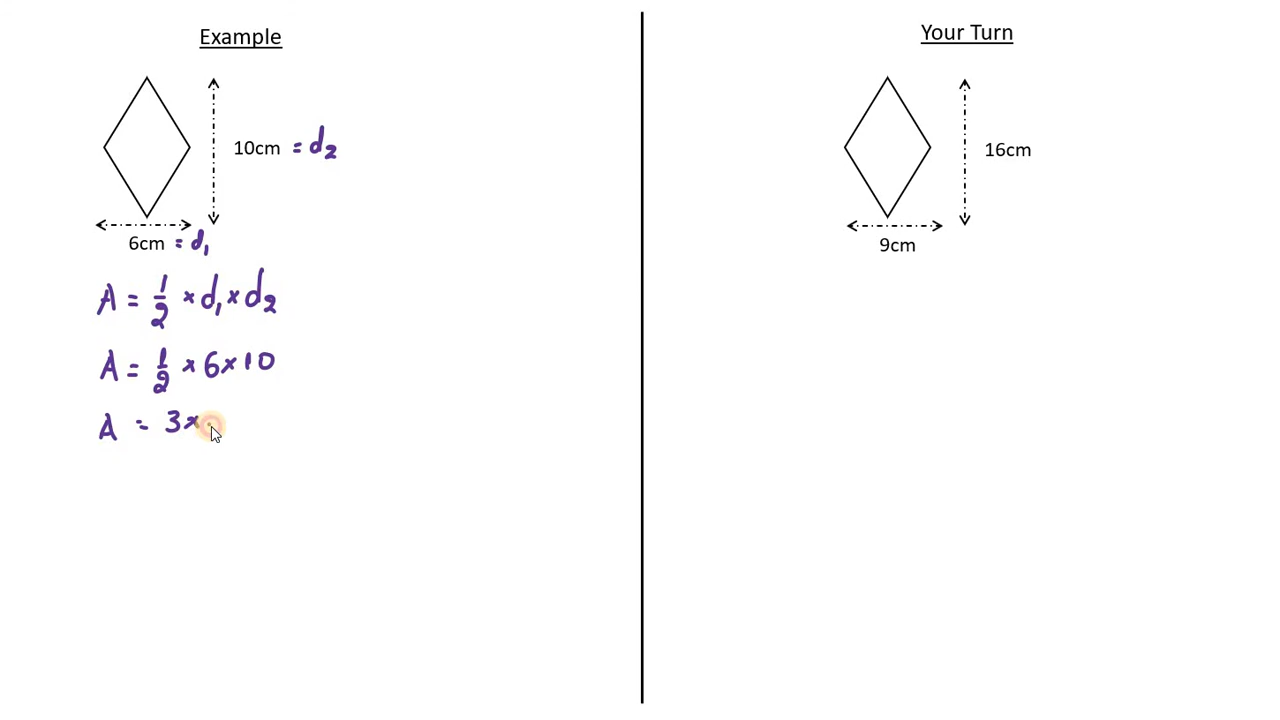 Example
10cm = d₂
6cm = d₁
A = 1/2 × d₁ × d₂
A = 1/2 × 6 × 10
A = 3×
Your Turn
16cm
9cm